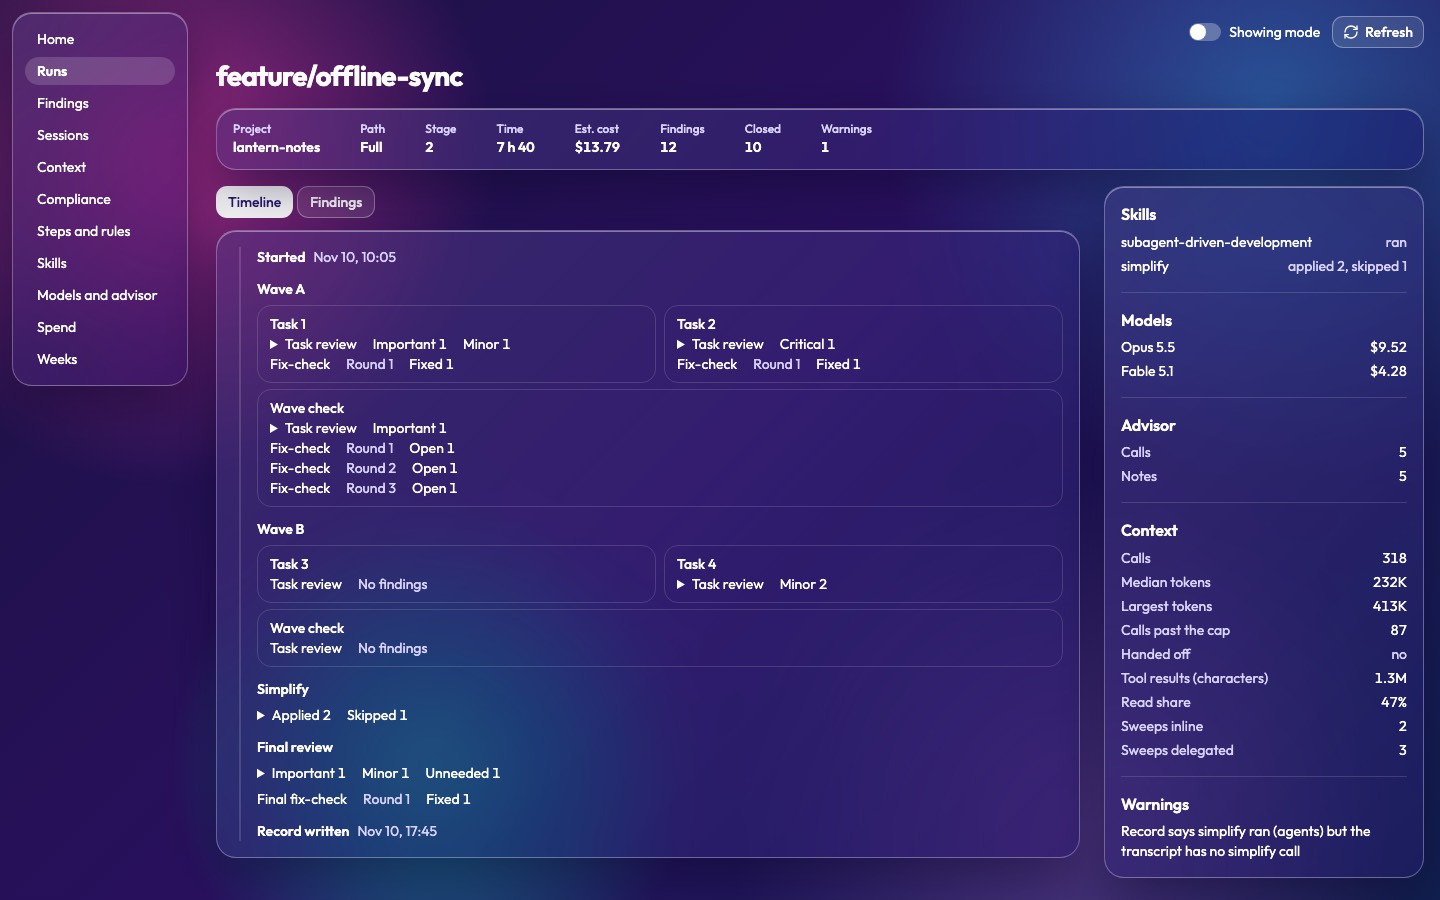 Home
Runs
Findings
Sessions
Context
Compliance
Steps and rules
Skills
Models and advisor
Spend
Weeks
Showing mode
Refresh
feature/offline-sync
Project Path Stage Time Est. cost Findings Closed Warnings
lantern-notes Full 2 7 h 40 $13.79 12 10 1
Timeline Findings
Started Nov 10, 10:05
Wave A
Task 1
Task review Important 1 Minor 1
Fix-check Round 1 Fixed 1
Task 2
Task review Critical 1
Fix-check Round 1 Fixed 1
Wave check
Task review Important 1
Fix-check Round 1 Open 1
Fix-check Round 2 Open 1
Fix-check Round 3 Open 1
Wave B
Task 3
Task review No findings
Task 4
Task review Minor 2
Wave check
Task review No findings
Simplify
Applied 2 Skipped 1
Final review
Important 1 Minor 1 Unneeded 1
Final fix-check Round 1 Fixed 1
Record written Nov 10, 17:45
Skills
subagent-driven-development ran
simplify applied 2, skipped 1
Models
Opus 5.5 $9.52
Fable 5.1 $4.28
Advisor
Calls 5
Notes 5
Context
Calls 318
Median tokens 232K
Largest tokens 413K
Calls past the cap 87
Handed off no
Tool results (characters) 1.3M
Read share 47%
Sweeps inline 2
Sweeps delegated 3
Warnings
Record says simplify ran (agents) but the
transcript has no simplify call